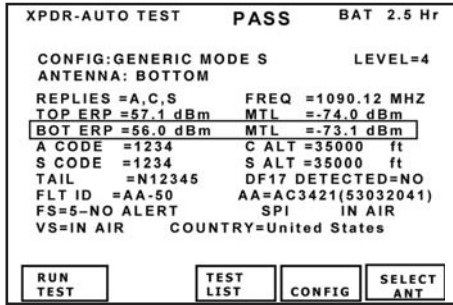 XPDR-AUTO TEST PASS BAT 2.5 Hr
CONFIG:GENERIC MODE S LEVEL=4
ANTENNA: BOTTOM
REPLIES =A,C,S FREQ =1090.12 MHZ
TOP ERP =57.1 dBm MTL =-74.0 dBm
BOT ERP =56.0 dBm MTL =-73.1 dBm
A CODE =1234 C ALT =35000 ft
S CODE =1234 S ALT =35000 ft
TAIL =N12345 DF17 DETECTED=NO
FLT ID =AA-50 AA=AC3421(53032041)
FS=5–NO ALERT SPI IN AIR
VS=IN AIR COUNTRY=United States
RUN TEST
TEST LIST
CONFIG
SELECT ANT